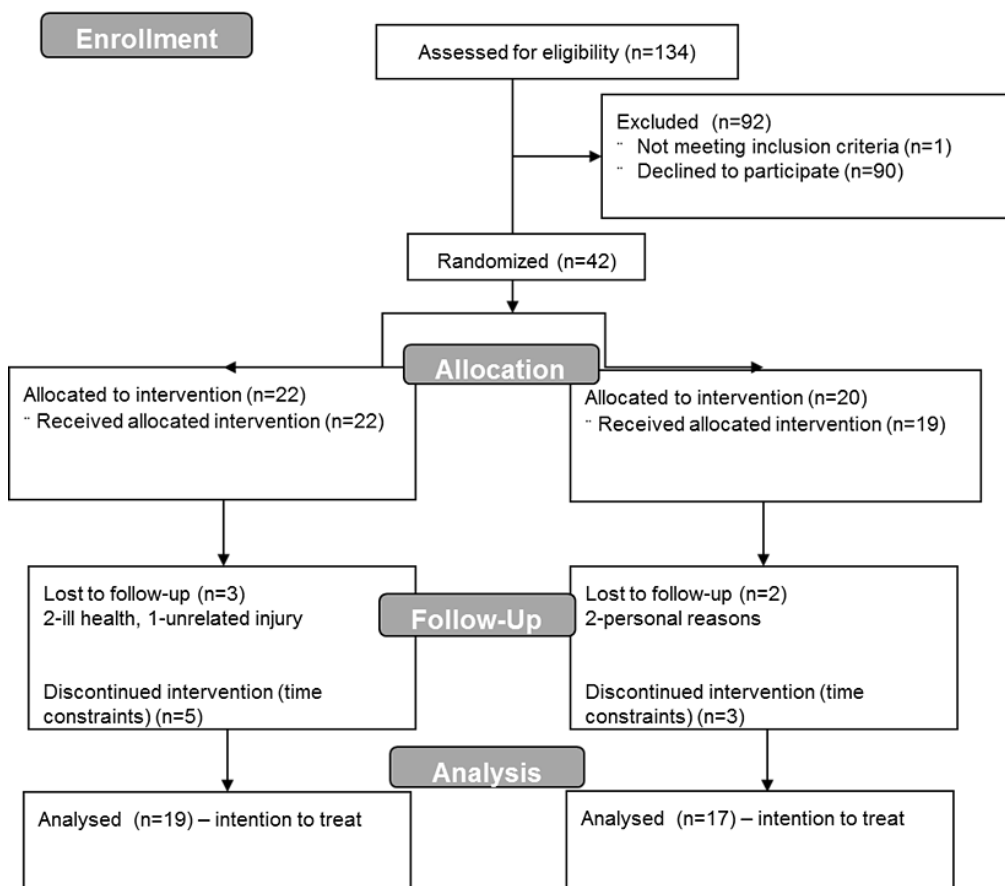 Enrollment
Assessed for eligibility (n=134)
Excluded (n=92)
¨ Not meeting inclusion criteria (n=1)
¨ Declined to participate (n=90)
Randomized (n=42)
Allocation
Allocated to intervention (n=22)
¨ Received allocated intervention (n=22)
Allocated to intervention (n=20)
¨ Received allocated intervention (n=19)
Follow-Up
Lost to follow-up (n=3)
2-ill health, 1-unrelated injury
Discontinued intervention (time
constraints) (n=5)
Lost to follow-up (n=2)
2-personal reasons
Discontinued intervention (time
constraints) (n=3)
Analysis
Analysed (n=19) – intention to treat
Analysed (n=17) – intention to treat